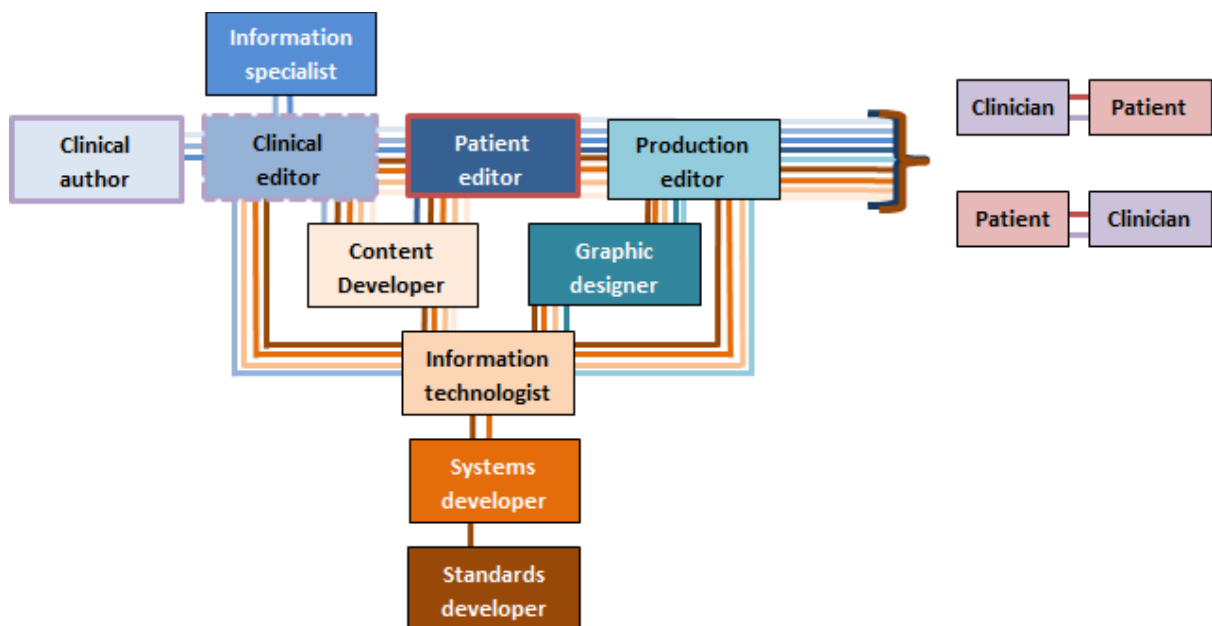 Information
specialist
Clinical
author
Clinical
editor
Patient
editor
Production
editor
Clinician
Patient
Patient
Clinician
Content
Developer
Graphic
designer
Information
technologist
Systems
developer
Standards
developer